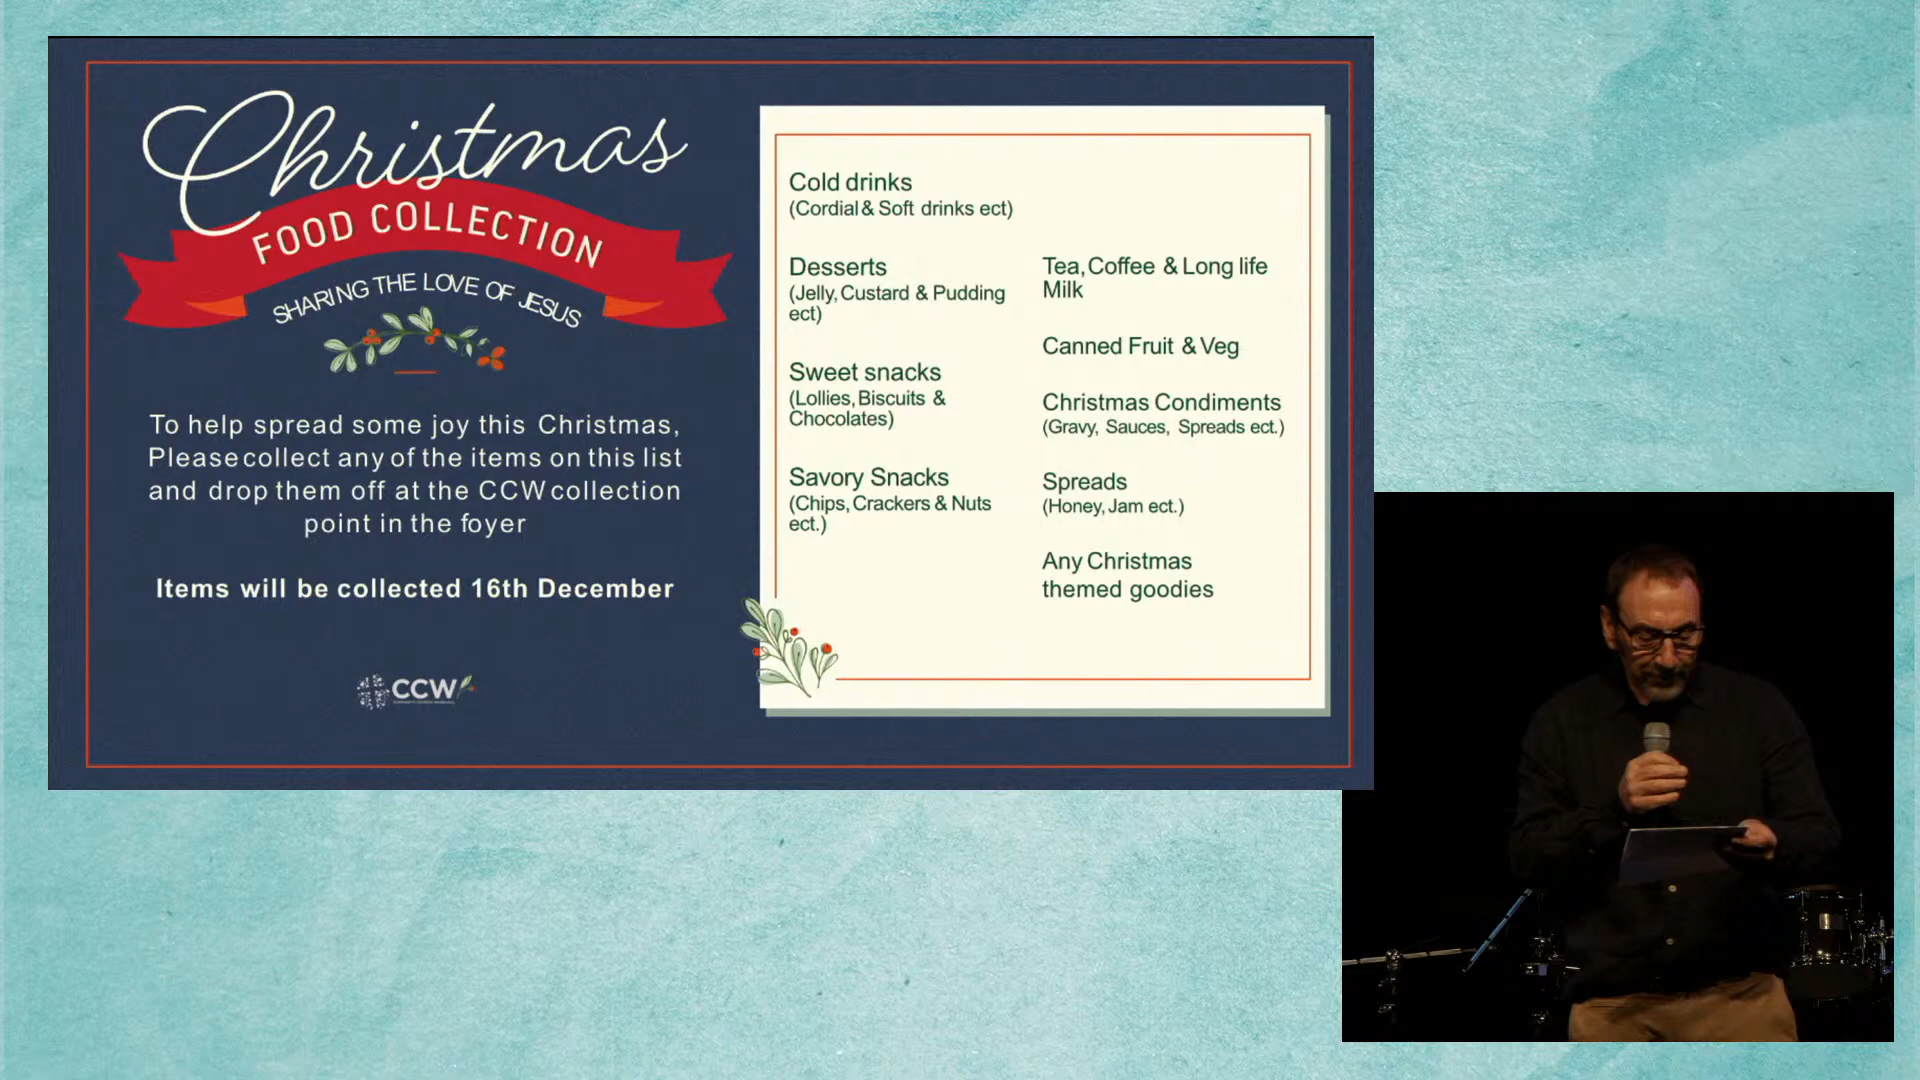 Christmas
FOOD COLLECTION
SHARING THE LOVE OF JESUS
To help spread some joy this Christmas,
Please collect any of the items on this list
and drop them off at the CCW collection
point in the foyer
Items will be collected 16th December
CCW
Cold drinks
(Cordial & Soft drinks ect)
Desserts
(Jelly, Custard & Pudding
ect)
Sweet snacks
(Lollies, Biscuits &
Chocolates)
Savory Snacks
(Chips, Crackers & Nuts
ect.)
Tea, Coffee & Long life
Milk
Canned Fruit & Veg
Christmas Condiments
(Gravy, Sauces, Spreads ect.)
Spreads
(Honey, Jam ect.)
Any Christmas
themed goodies